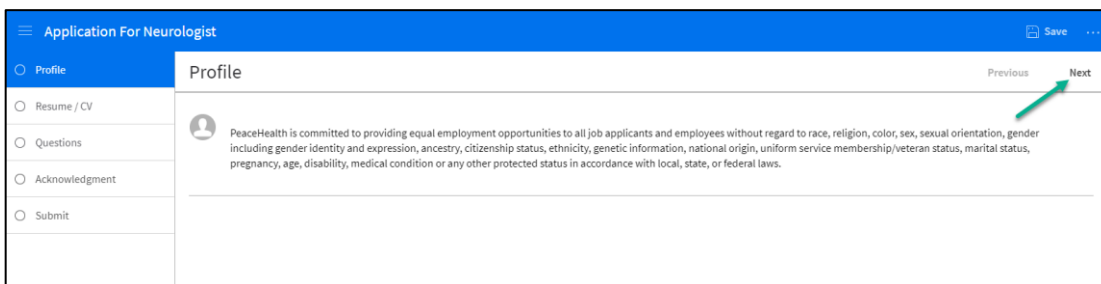 Application For Neurologist
Save
Profile
Resume / CV
Questions
Acknowledgment
Submit
Profile
Previous
Next
PeaceHealth is committed to providing equal employment opportunities to all job applicants and employees without regard to race, religion, color, sex, sexual orientation, gender
including gender identity and expression, ancestry, citizenship status, ethnicity, genetic information, national origin, uniform service membership/veteran status, marital status,
pregnancy, age, disability, medical condition or any other protected status in accordance with local, state, or federal laws.